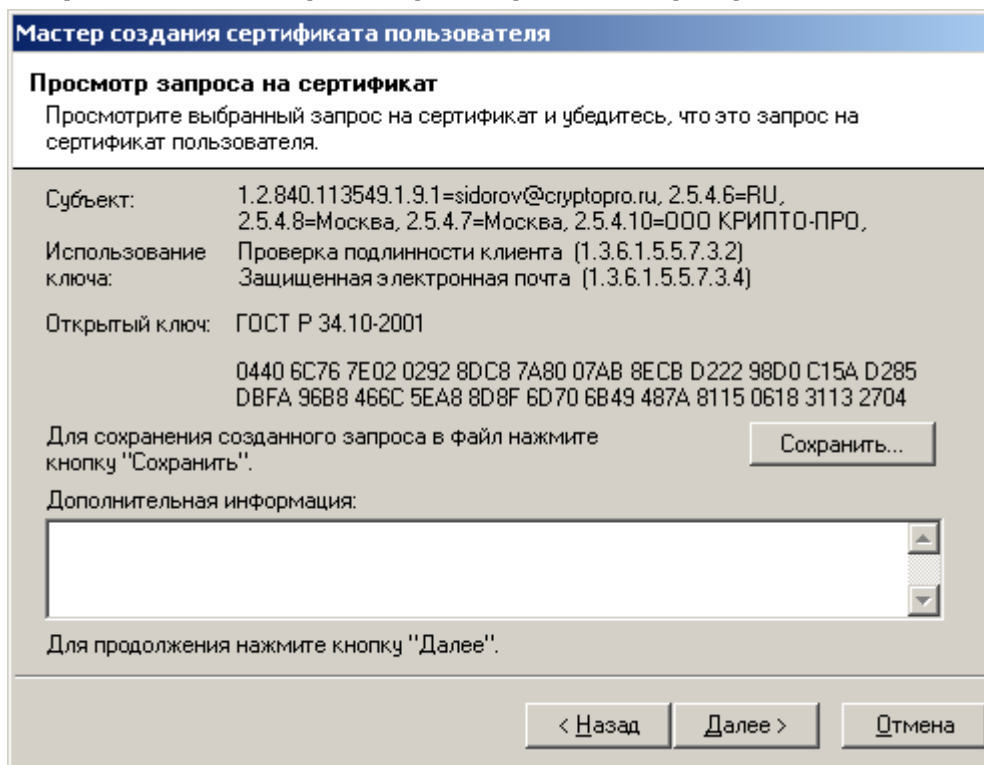 Мастер создания сертификата пользователя
Просмотр запроса на сертификат
Просмотрите выбранный запрос на сертификат и убедитесь, что это запрос на
сертификат пользователя.
Субъект: 1.2.840.113549.1.9.1=sidorov@cryptopro.ru, 2.5.4.6=RU,
2.5.4.8=Москва, 2.5.4.7=Москва, 2.5.4.10=ООО КРИПТО-ПРО,
Использование Проверка подлинности клиента (1.3.6.1.5.5.7.3.2)
ключа: Защищенная электронная почта (1.3.6.1.5.5.7.3.4)
Открытый ключ: ГОСТ Р 34.10-2001
0440 6C76 7E02 0292 8DC8 7A80 07AB 8ECB D222 98D0 C15A D285
DBFA 96B8 466C 5EA8 8D8F 6D70 6B49 487A 8115 0618 3113 2704
Для сохранения созданного запроса в файл нажмите
кнопку "Сохранить".
Сохранить...
Дополнительная информация:
Для продолжения нажмите кнопку "Далее".
< Назад Далее > Отмена